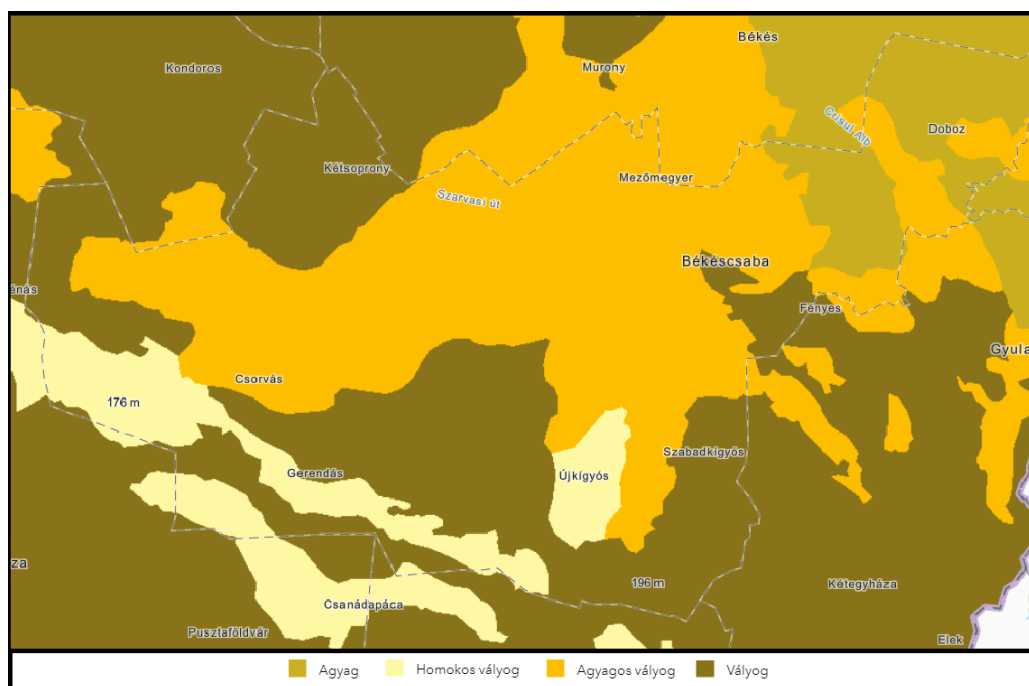 Békés
Kondoros
Murony
Crisul Alb
Doboz
Kétsoprony
Mezőmegyer
Szarvasi út
Békéscsaba
énás
Fényes
Gyula
Csorvás
176 m
Szabadkígyós
Gerendás
Újkígyós
za
196 m
Kétegyháza
Csanádapáca
Pusztaföldvár
Elek
Agyag Homokos vályog Agyagos vályog Vályog